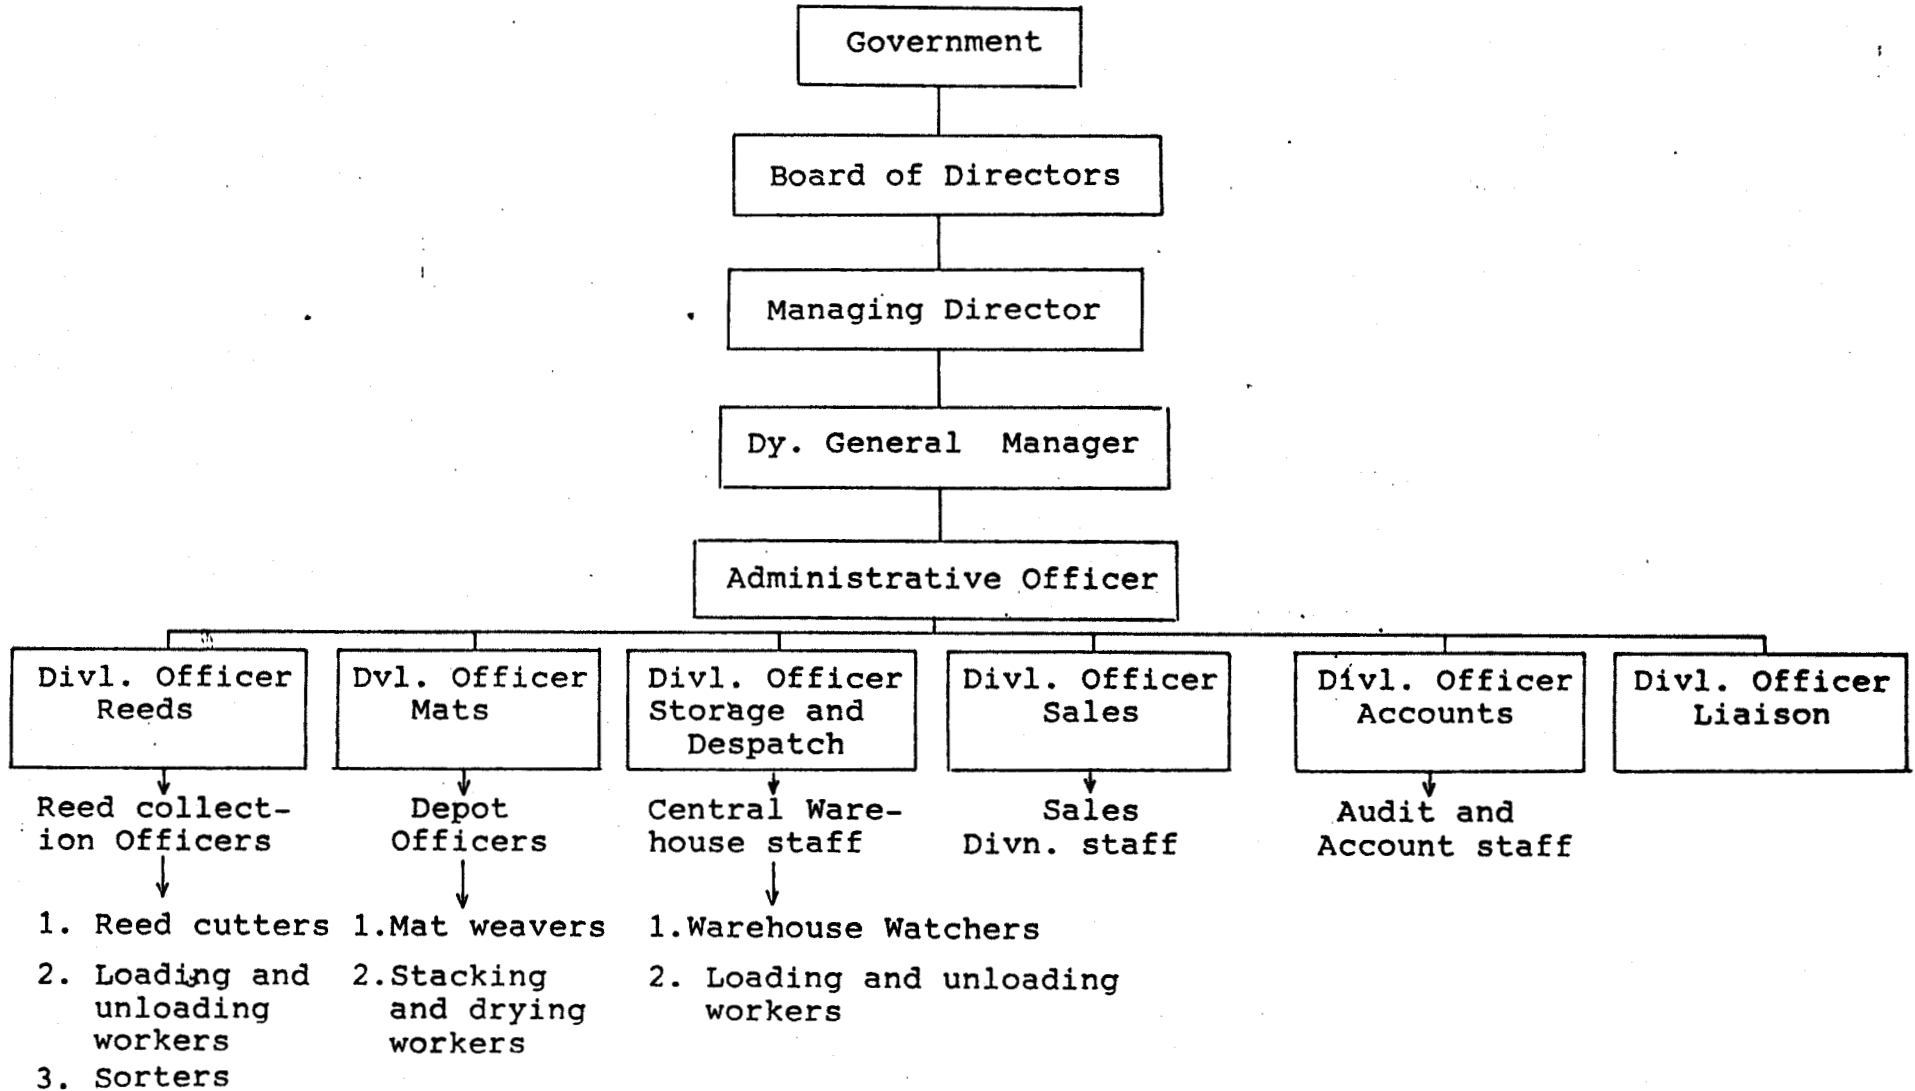 Government
Board of Directors
Managing Director
Dy. General Manager
Administrative Officer
Divl. Officer
Reeds
Dvl. Officer
Mats
Divl. Officer
Storage and
Despatch
Divl. Officer
Sales
Divl. Officer
Accounts
Divl. Officer
Liaison
Reed collect-
ion Officers
Depot
Officers
Central Ware-
house staff
Sales
Divn. staff
Audit and
Account staff
1. Reed cutters
2. Loading and
unloading
workers
3. Sorters
1.Mat weavers
2.Stacking
and drying
workers
1.Warehouse Watchers
2. Loading and unloading
workers